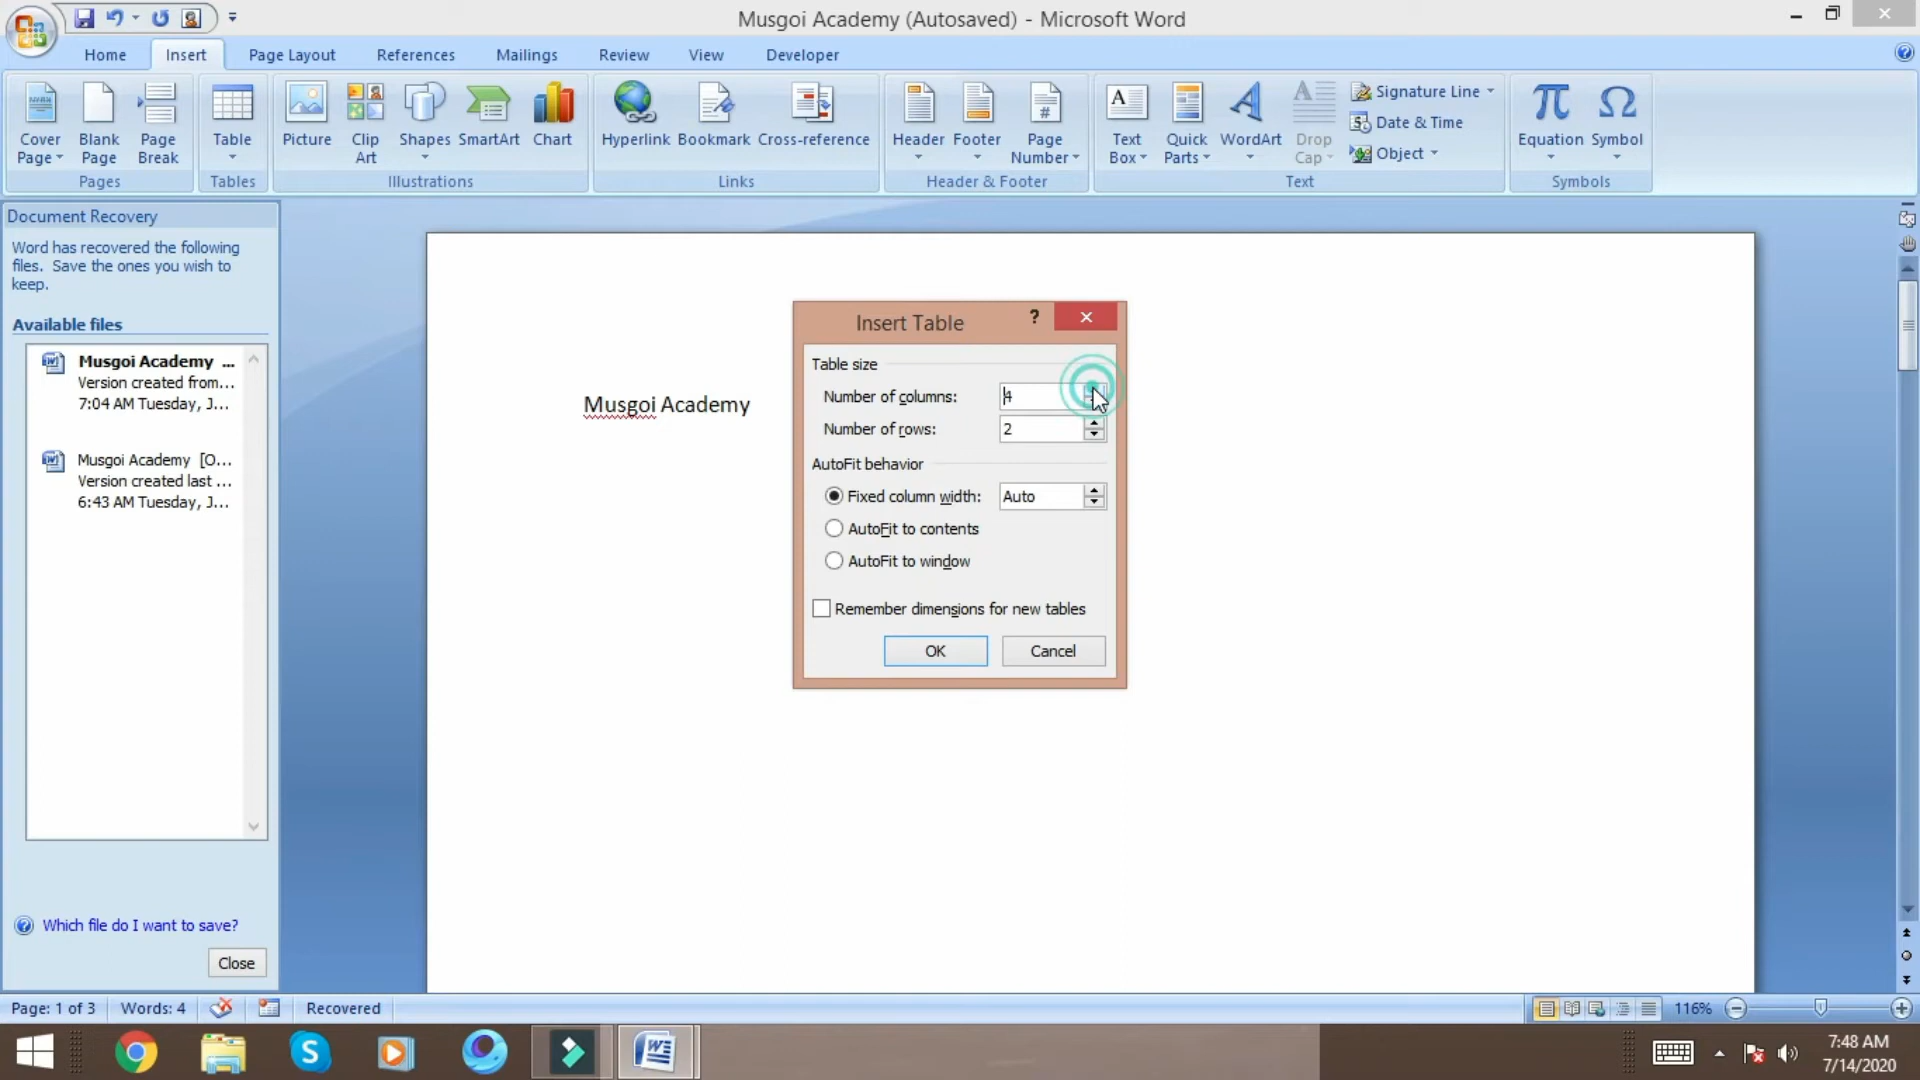 Musgoi Academy (Autosaved) - Microsoft Word
Home Insert Page Layout References Mailings Review View Developer
Cover Page
Blank Page
Page Break
Table
Picture
Clip Art
Shapes
SmartArt
Chart
Hyperlink
Bookmark
Cross-reference
Header
Footer
Page Number
Text Box
Quick Parts
WordArt
Drop Cap
Signature Line
Date & Time
Object
Equation
Symbol
Pages Tables Illustrations Links Header & Footer Text Symbols
Document Recovery
Word has recovered the following
files. Save the ones you wish to
keep.
Available files
Musgoi Academy ...
Version created from...
7:04 AM Tuesday, J...
Musgoi Academy [O...
Version created last ...
6:43 AM Tuesday, J...
Which file do I want to save?
Close
Musgoi Academy
Insert Table
?
Table size
Number of columns: 4
Number of rows: 2
AutoFit behavior
Fixed column width: Auto
AutoFit to contents
AutoFit to window
Remember dimensions for new tables
OK Cancel
Page: 1 of 3 Words: 4 Recovered 116%
7:48 AM
7/14/2020